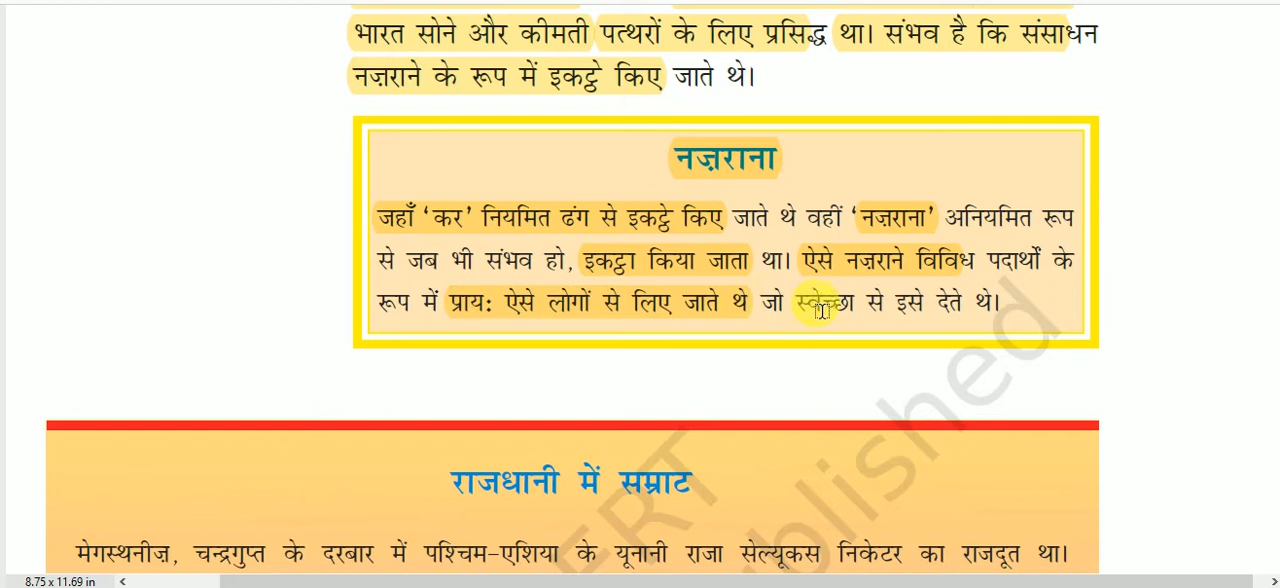 भारत सोने और कीमती पत्थरों के लिए प्रसिद्ध था। संभव है कि संसाधन
नज़राने के रूप में इकट्ठे किए जाते थे।
नज़राना
जहाँ ‘कर’ नियमित ढंग से इकट्ठे किए जाते थे वहीं ‘नज़राना’ अनियमित रूप
से जब भी संभव हो, इकट्ठा किया जाता था। ऐसे नज़राने विविध पदार्थों के
रूप में प्राय: ऐसे लोगों से लिए जाते थे जो स्वेच्छा से इसे देते थे।
राजधानी में सम्राट
मेगस्थनीज़, चन्द्रगुप्त के दरबार में पश्चिम-एशिया के यूनानी राजा सेल्यूकस निकेटर का राजदूत था।
8.75 x 11.69 in